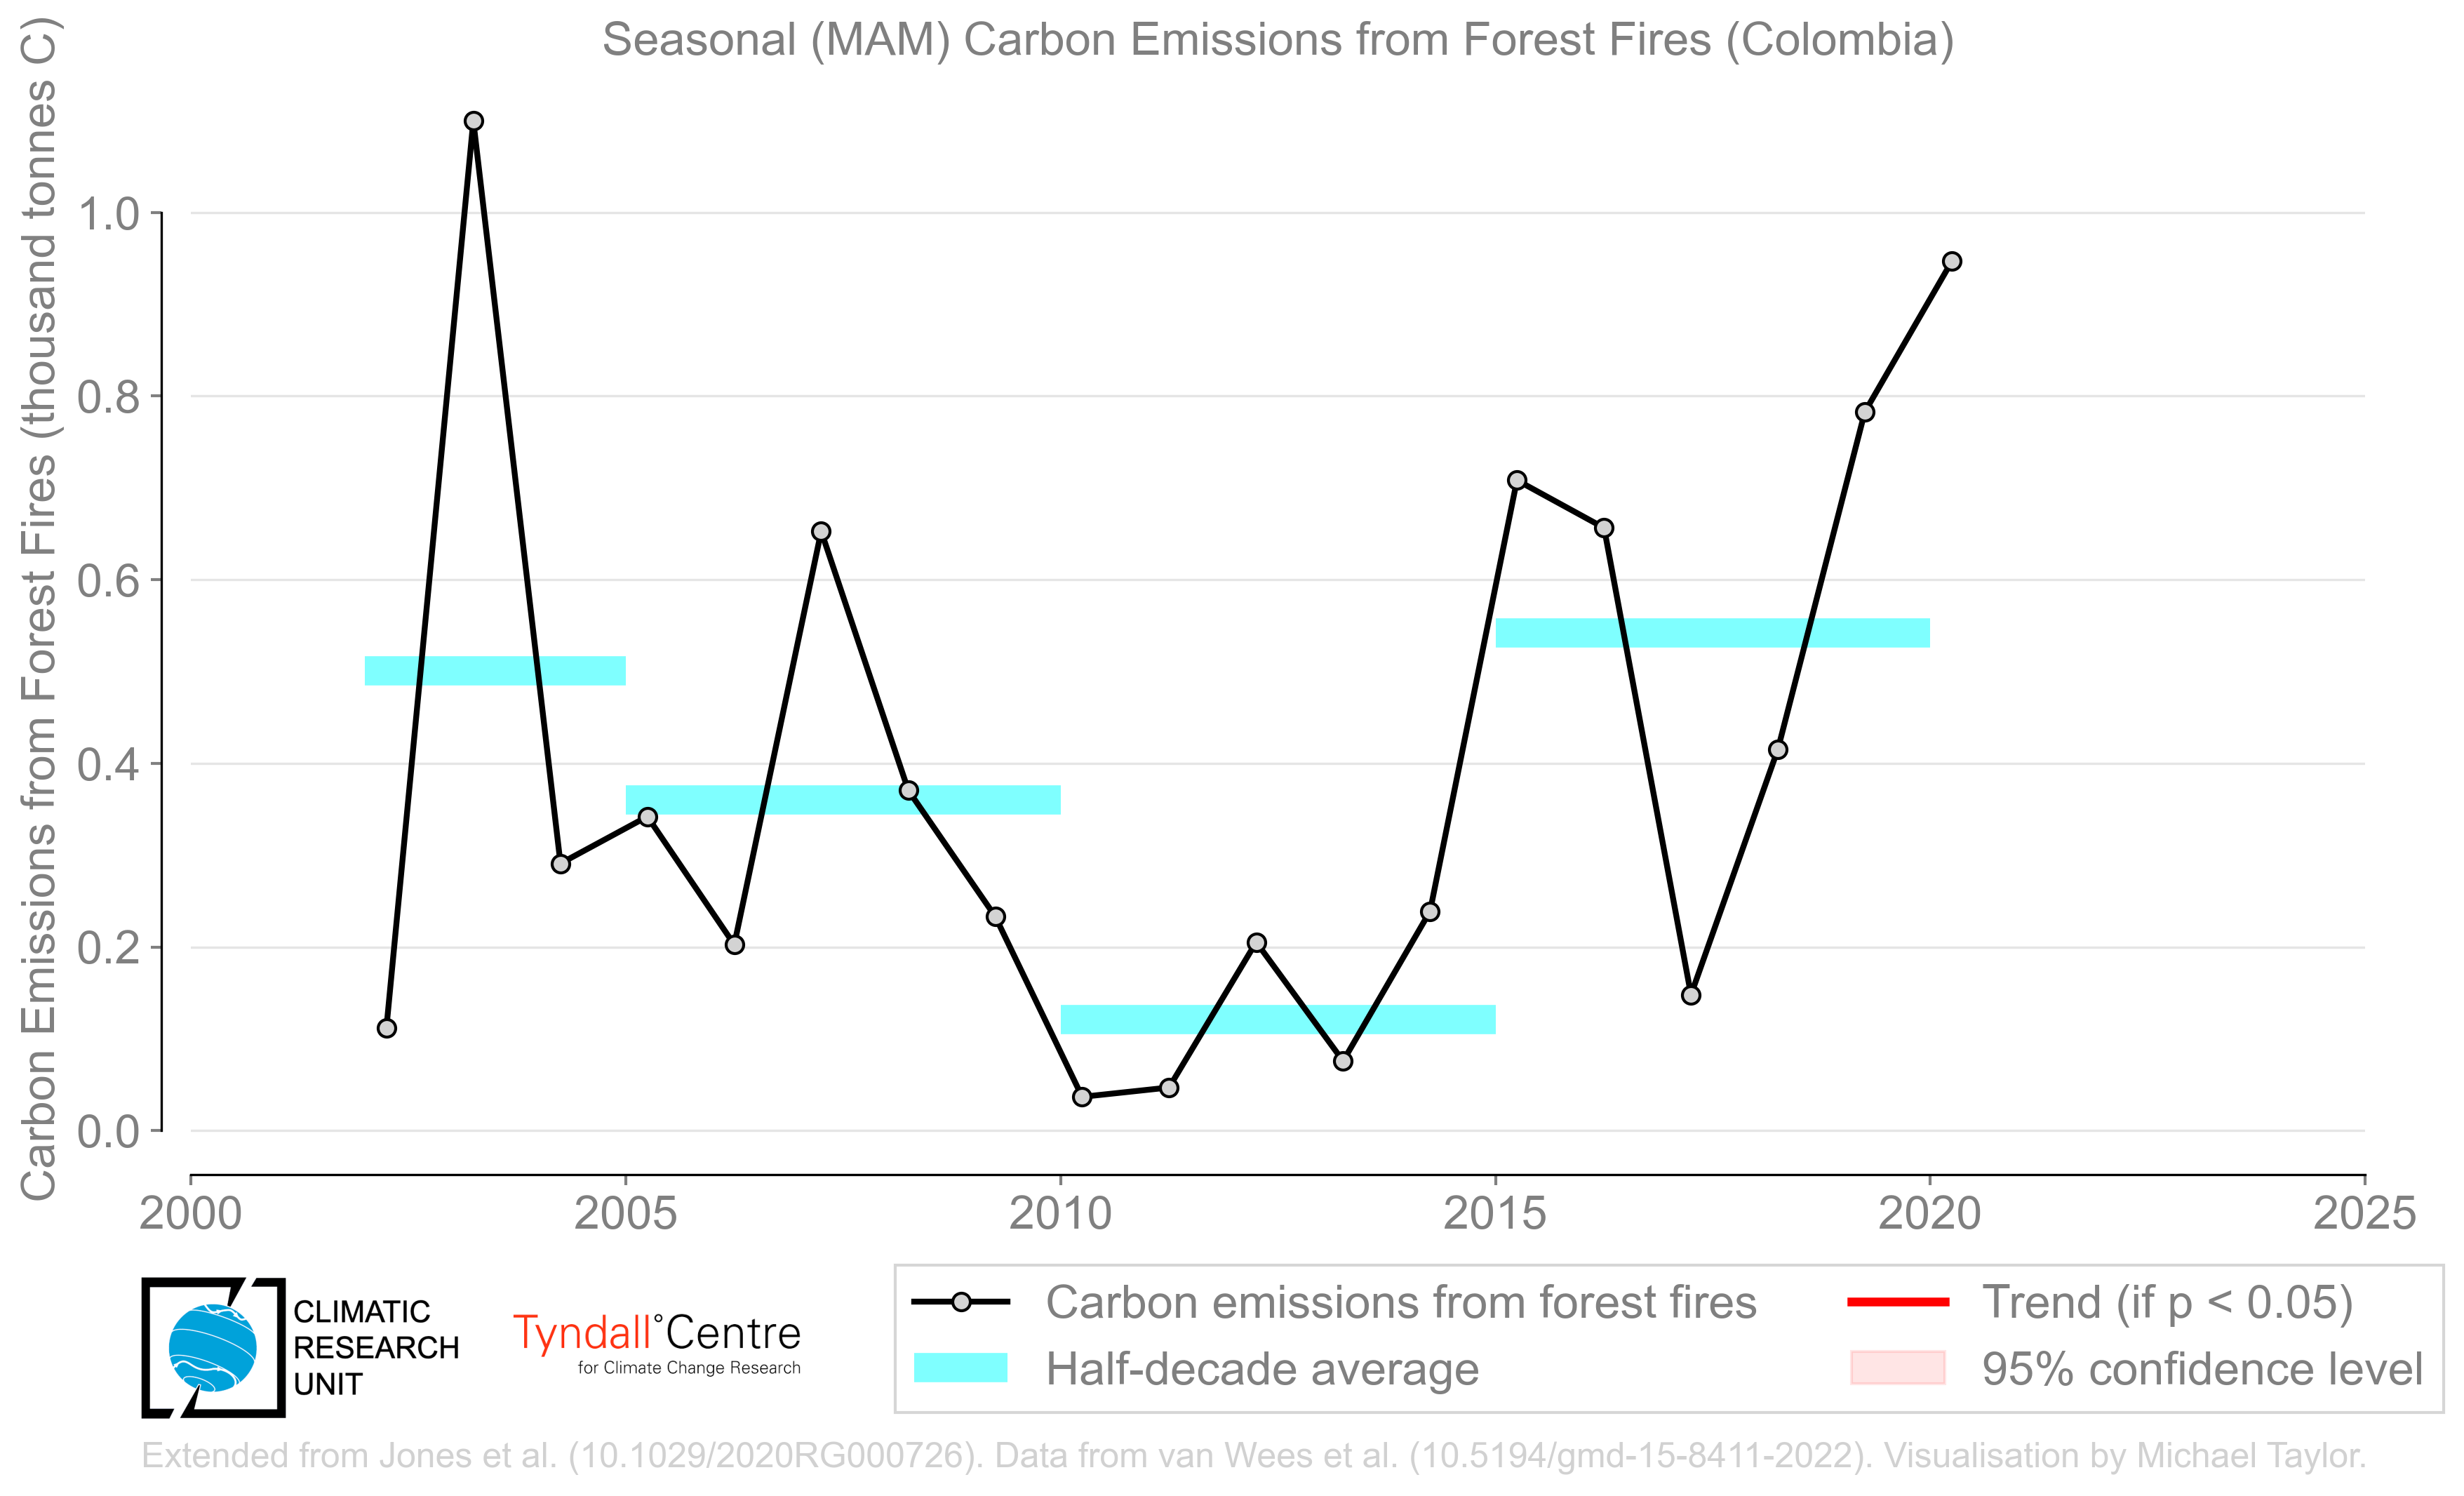 Seasonal (MAM) Carbon Emissions from Forest Fires (Colombia)
Carbon Emissions from Forest Fires (thousand tonnes C)
1.0
0.8
0.6
0.4
0.2
0.0
2000 2005 2010 2015 2020 2025
CLIMATIC
RESEARCH
UNIT
Tyndall°Centre
for Climate Change Research
Carbon emissions from forest fires
Half-decade average
Trend (if p < 0.05)
95% confidence level
Extended from Jones et al. (10.1029/2020RG000726). Data from van Wees et al. (10.5194/gmd-15-8411-2022). Visualisation by Michael Taylor.